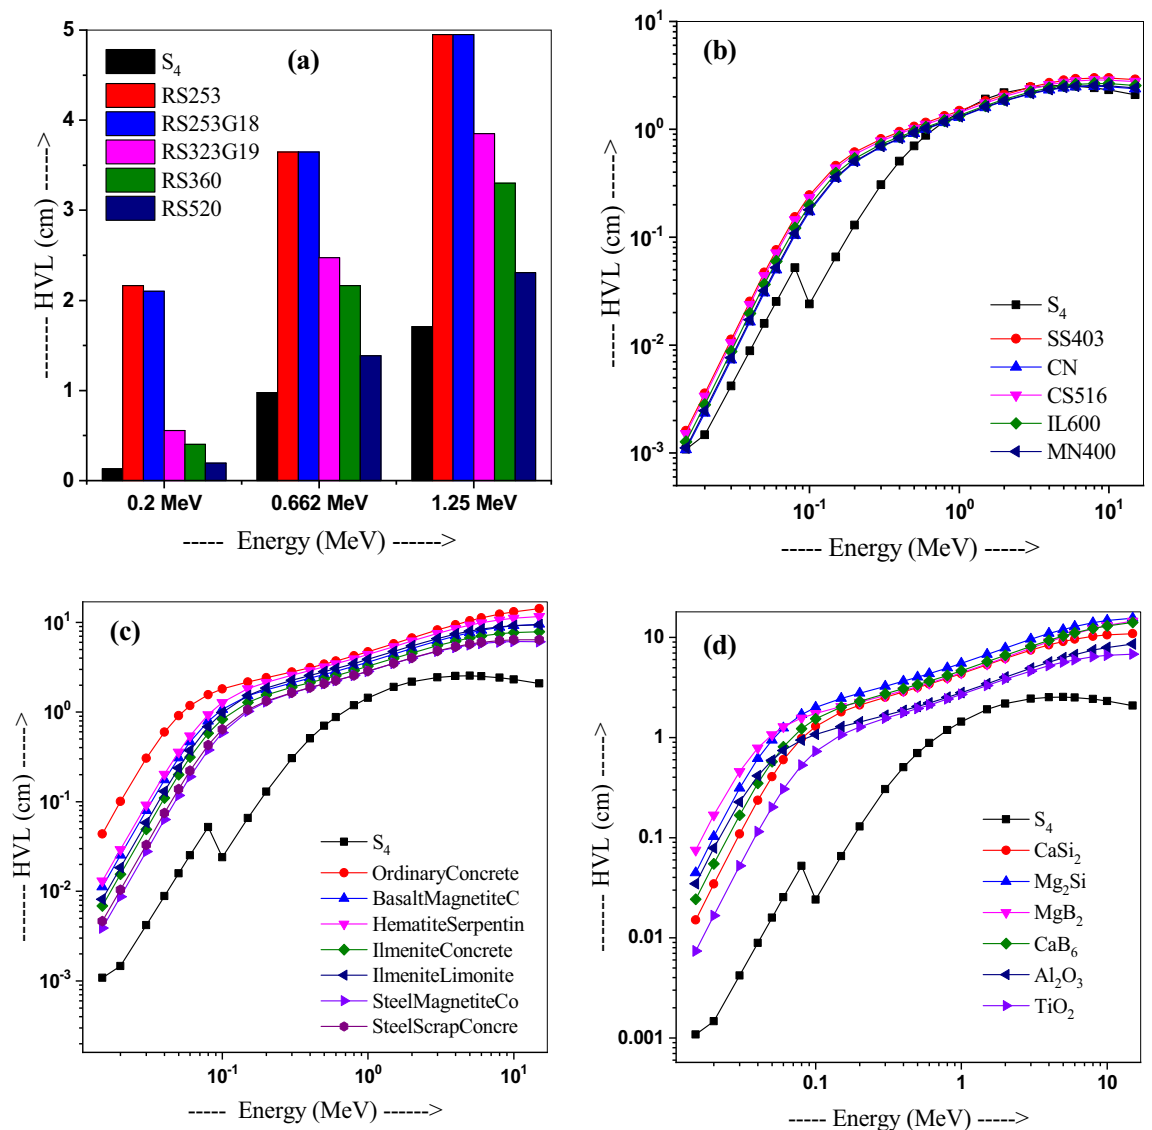 (a)
S4
RS253
RS253G18
RS323G19
RS360
RS520
5
4
3
2
1
0
------ HVL (cm) ----->
0.2 MeV 0.662 MeV 1.25 MeV
----- Energy (MeV) ------>
(b)
10^1
10^0
10^-1
10^-2
10^-3
----- HVL (cm) ----->
S4
SS403
CN
CS516
IL600
MN400
10^-1 10^0 10^1
----- Energy (MeV) ----->
(c)
10^1
10^0
10^-1
10^-2
10^-3
------ HVL (cm) ----->
S4
OrdinaryConcrete
BasaltMagnetiteC
HematiteSerpentin
IlmeniteConcrete
IlmeniteLimonite
SteelMagnetiteCo
SteelScrapConcre
10^-1 10^0 10^1
----- Energy (MeV) ------>
(d)
10
1
0.1
0.01
0.001
------ HVL (cm) ----->
S4
CaSi2
Mg2Si
MgB2
CaB6
Al2O3
TiO2
0.1 1 10
----- Energy (MeV) ----->